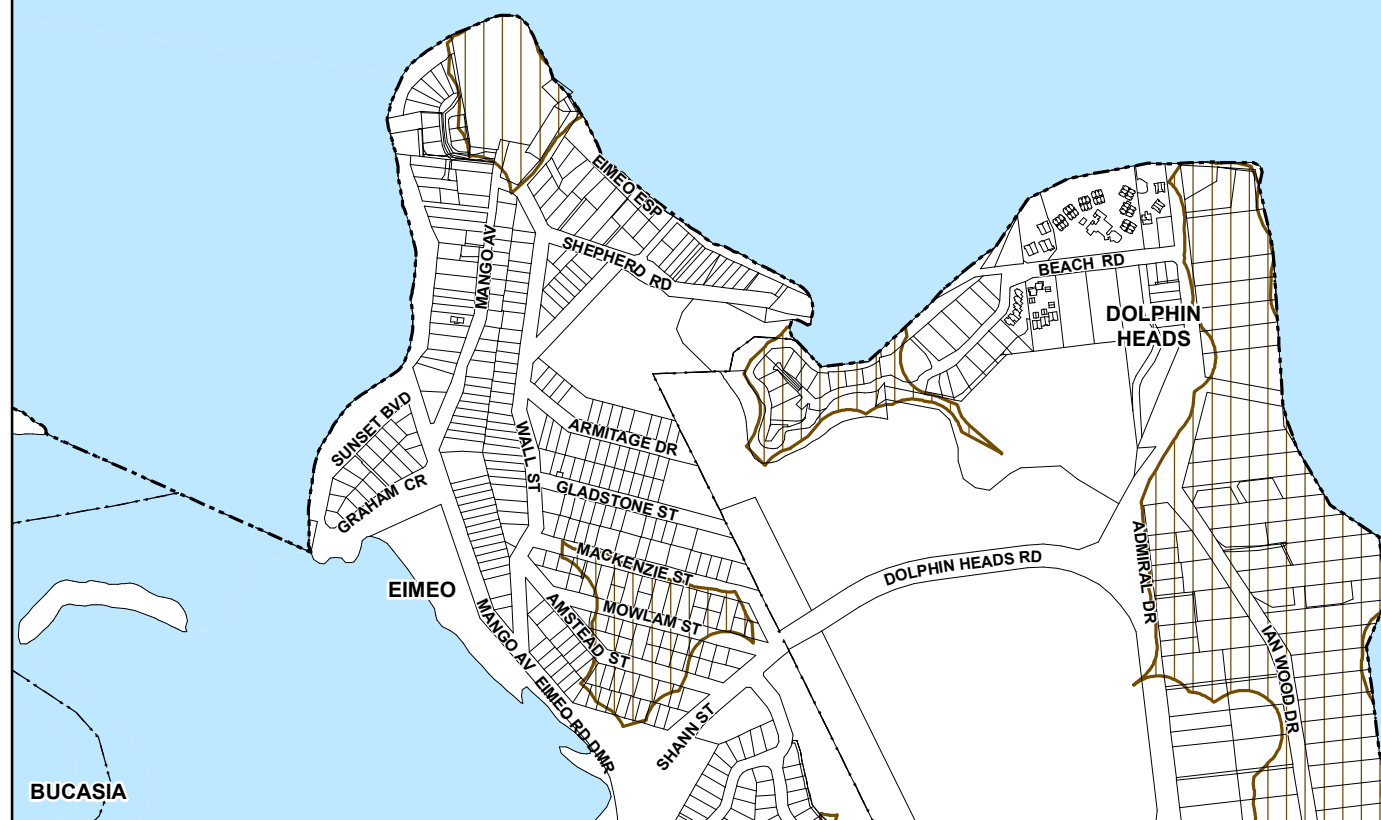 EIMEO ESP
MANGO AV
SHEPHERD RD
BEACH RD
DOLPHIN
HEADS
SUNSET BVD
ARMITAGE DR
WALL ST
GRAHAM CR
GLADSTONE ST
MACKENZIE ST
DOLPHIN HEADS RD
ADMIRAL DR
EIMEO
MOWLAM ST
AMSTEAD ST
MANGO AV
IAN WOOD DR
EIMEO RD DMR
SHANN ST
BUCASIA